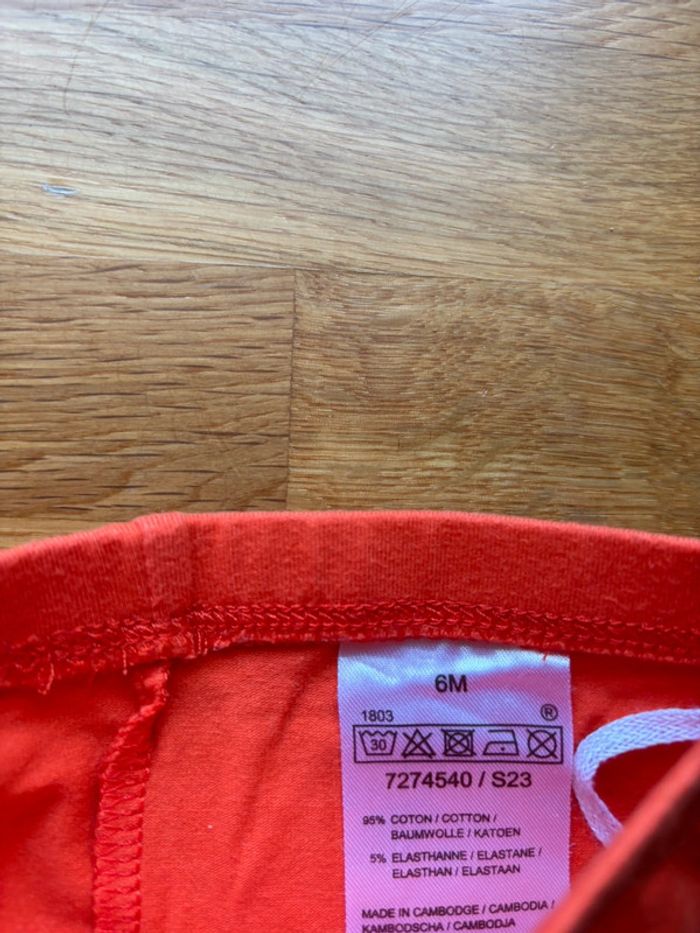 6M
1803 ®
30
7274540 / S23
95% COTON / COTTON /
BAUMWOLLE / KATOEN
5% ELASTHANNE / ELASTANE /
ELASTHAN / ELASTAAN
MADE IN CAMBODGE / CAMBODIA /
KAMBODSCHA / CAMBODJA